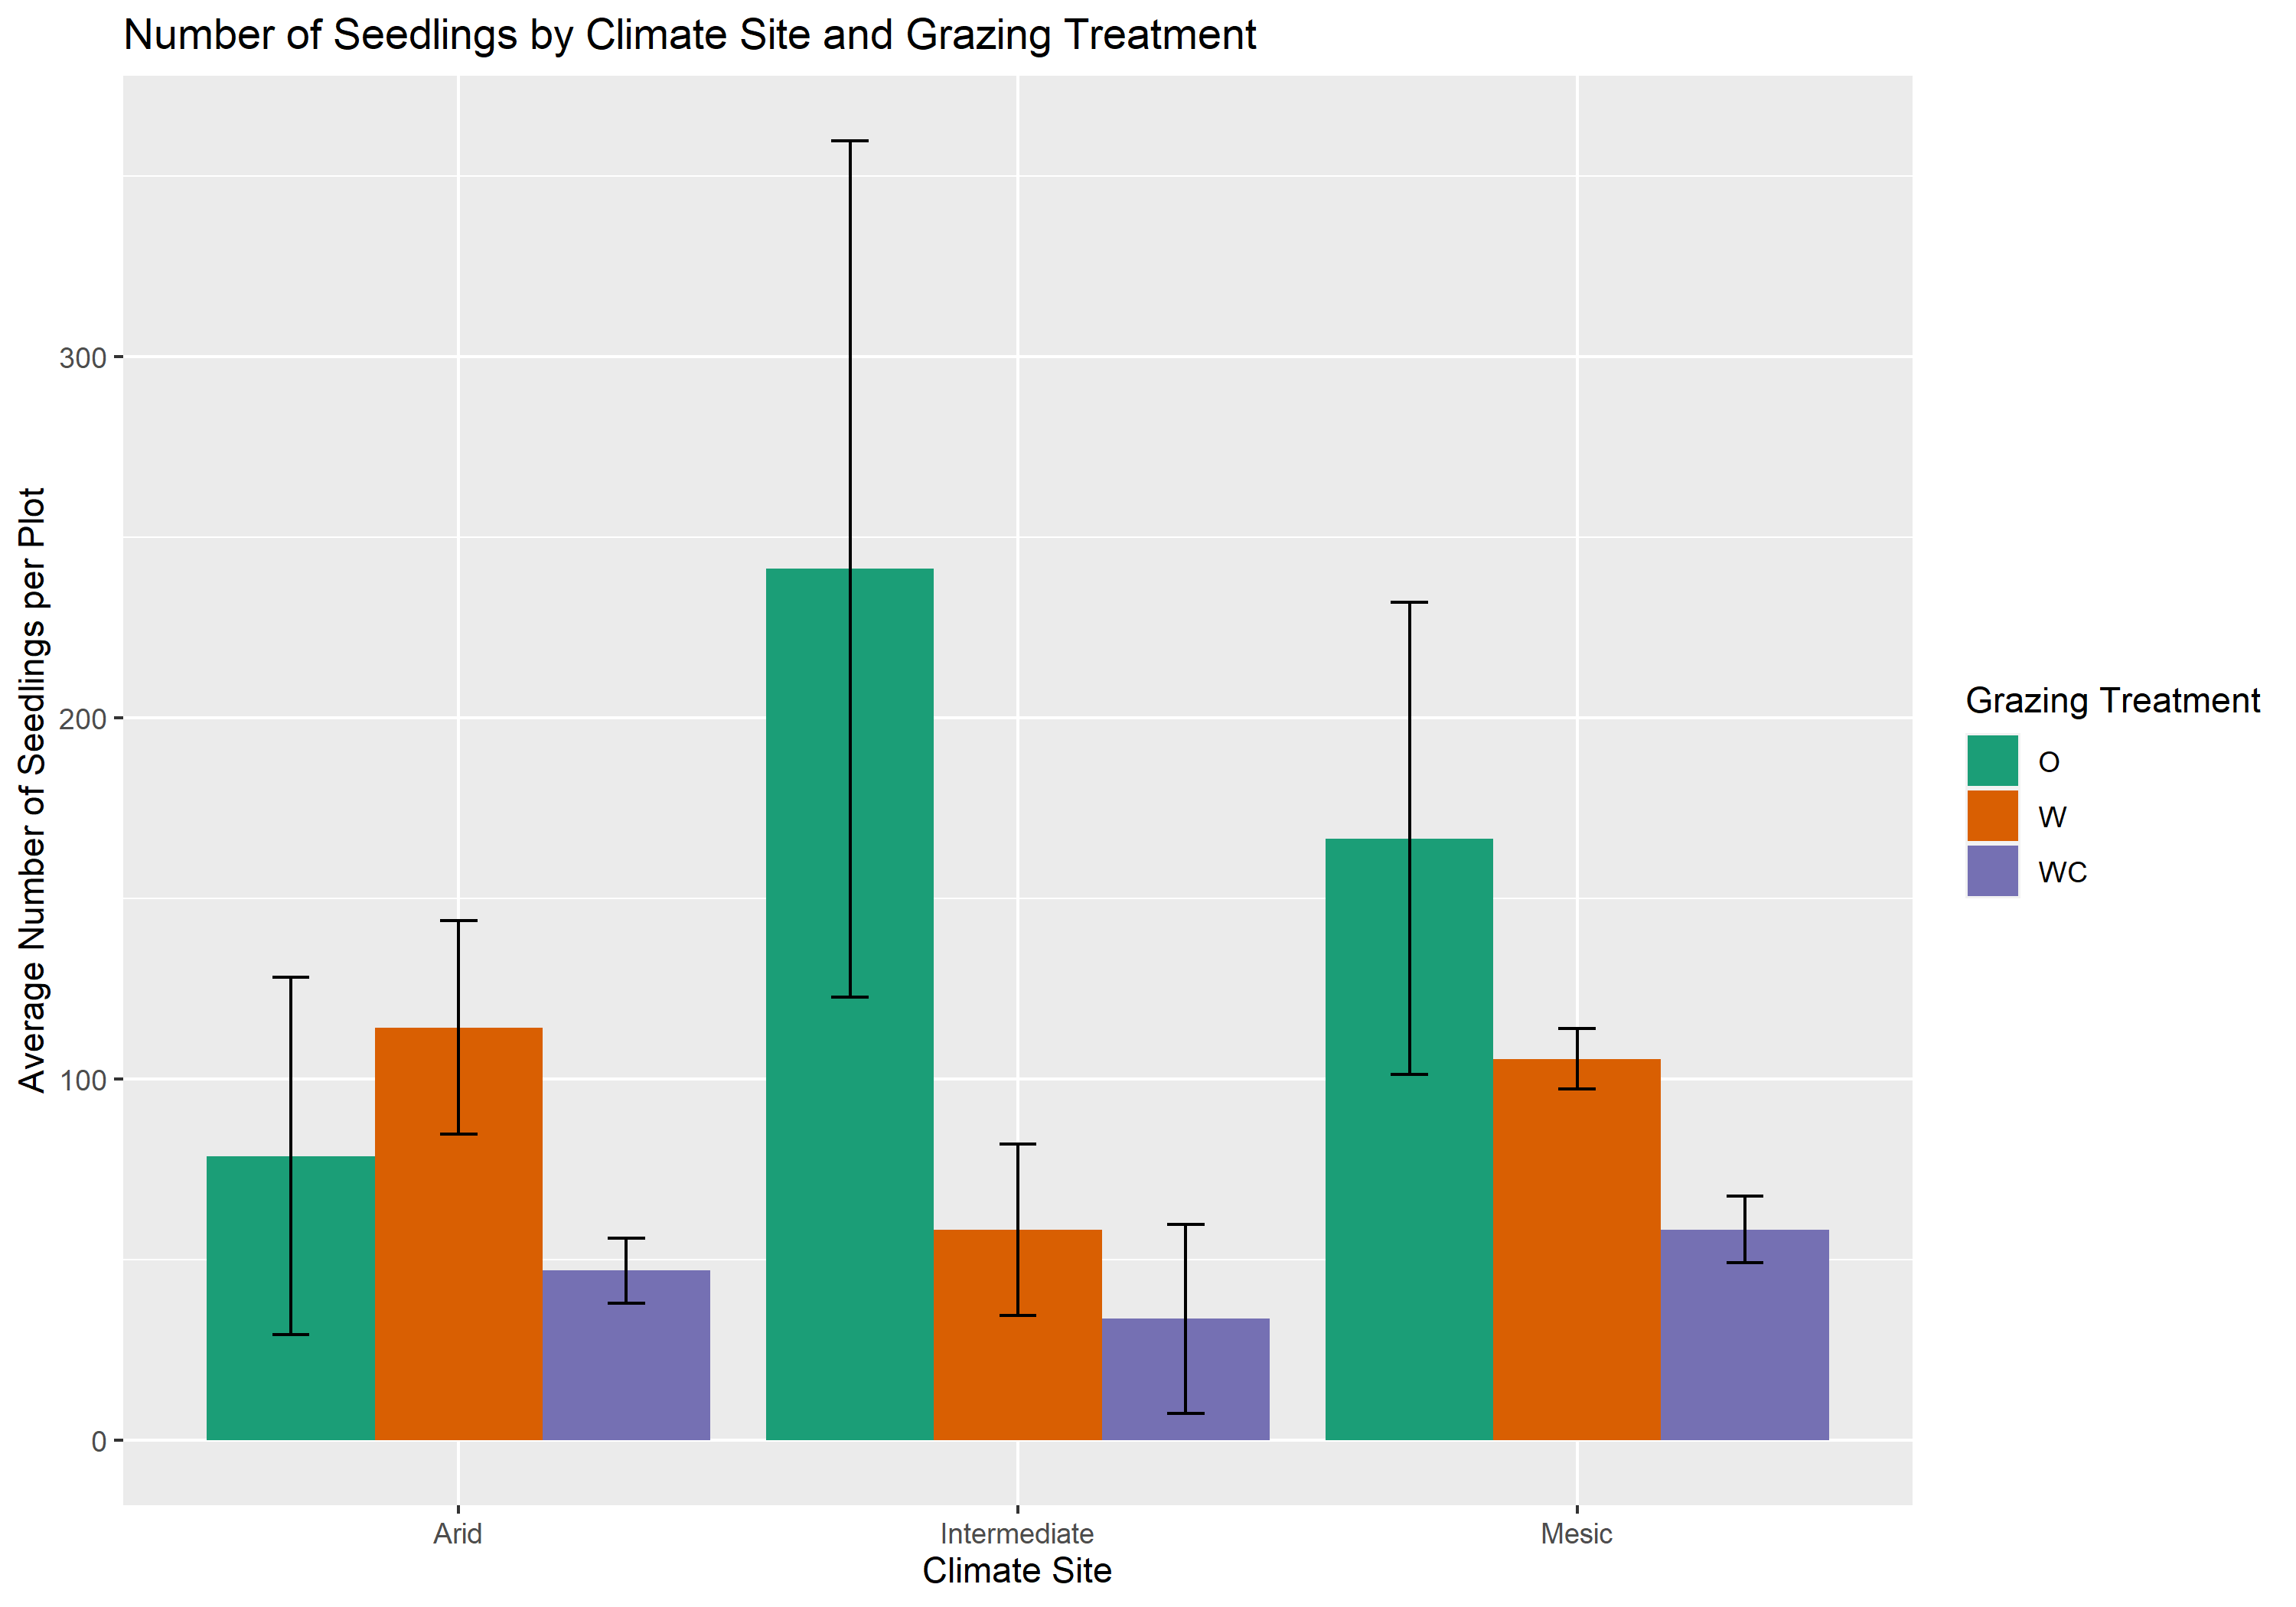 Number of Seedlings by Climate Site and Grazing Treatment
Average Number of Seedlings per Plot
300
200
100
0
Arid Intermediate Mesic
Climate Site
Grazing Treatment
O
W
WC